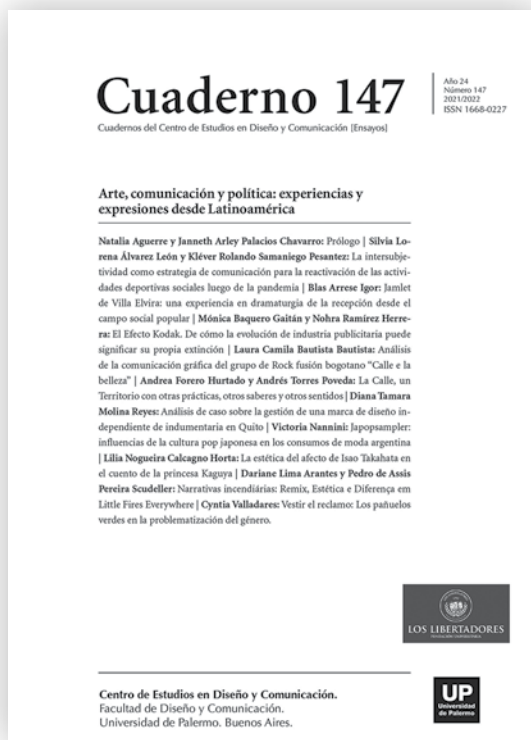 Cuaderno 147
Cuadernos del Centro de Estudios en Diseño y Comunicación [Ensayos]
Año 24
Número 147
2021/2022
ISSN 1668-0227
Arte, comunicación y política: experiencias y
expresiones desde Latinoamérica
Natalia Aguerre y Janneth Arley Palacios Chavarro: Prólogo | Silvia Lo-
rena Álvarez León y Kléver Rolando Samaniego Pesantez: La intersubje-
tividad como estrategia de comunicación para la reactivación de las activi-
dades deportivas sociales luego de la pandemia | Blas Arrese Igor: Jamlet
de Villa Elvira: una experiencia en dramaturgia de la recepción desde el
campo social popular | Mónica Baquero Gaitán y Nohra Ramírez Herre-
ra: El Efecto Kodak. De cómo la evolución de industria publicitaria puede
significar su propia extinción | Laura Camila Bautista Bautista: Análisis
de la comunicación gráfica del grupo de Rock fusión bogotano "Calle e la
belleza" | Andrea Forero Hurtado y Andrés Torres Poveda: La Calle, un
Territorio con otras prácticas, otros saberes y otros sentidos | Diana Tamara
Molina Reyes: Análisis de caso sobre la gestión de una marca de diseño in-
dependiente de indumentaria en Quito | Victoria Nannini: Japopsampler:
influencias de la cultura pop japonesa en los consumos de moda argentina
| Lilia Nogueira Calcagno Horta: La estética del afecto de Isao Takahata en
el cuento de la princesa Kaguya | Dariane Lima Arantes y Pedro de Assis
Pereira Scudeller: Narrativas incendiárias: Remix, Estética e Diferença em
Little Fires Everywhere | Cyntia Valladares: Vestir el reclamo: Los pañuelos
verdes en la problematización del género.
LOS LIBERTADORES
FUNDACIÓN UNIVERSITARIA
Centro de Estudios en Diseño y Comunicación.
Facultad de Diseño y Comunicación.
Universidad de Palermo. Buenos Aires.
UP
Universidad
de Palermo